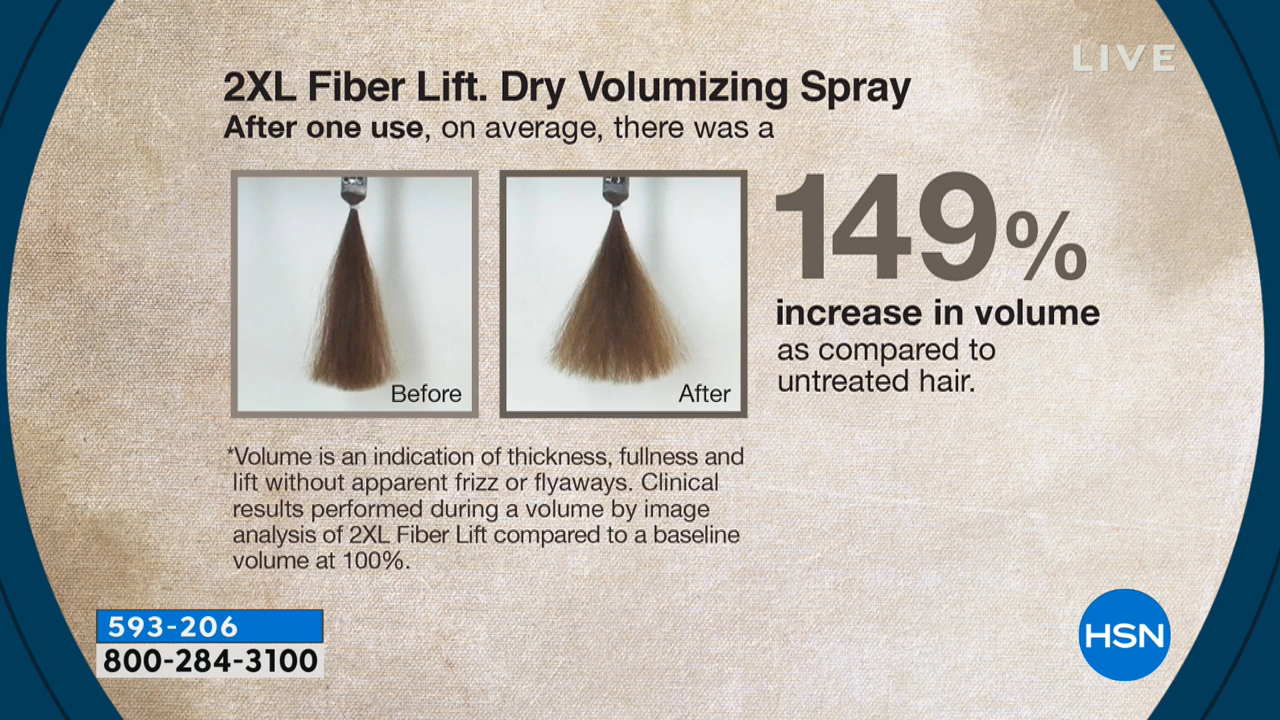 LIVE
2XL Fiber Lift. Dry Volumizing Spray
After one use, on average, there was a
149%
increase in volume
as compared to
untreated hair.
Before
After
*Volume is an indication of thickness, fullness and
lift without apparent frizz or flyaways. Clinical
results performed during a volume by image
analysis of 2XL Fiber Lift compared to a baseline
volume at 100%.
593-206
800-284-3100
HSN